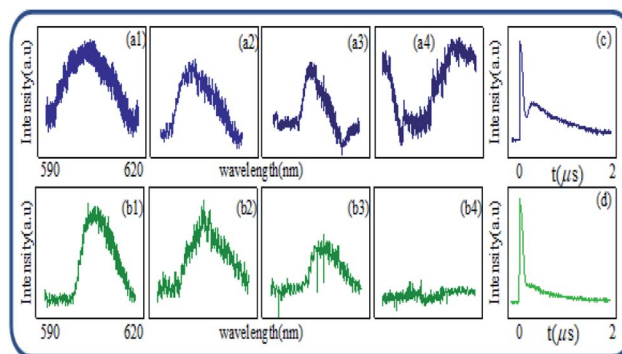 Intensity(a.u)
(a1)
(a2)
(a3)
(a4)
Intensity(a.u)
(c)
590
620
wavelength(nm)
0
t(μs)
2
Intensity(a.u)
(b1)
(b2)
(b3)
(b4)
Intensity(a.u)
(d)
590
620
wavelength(nm)
0
t(μs)
2